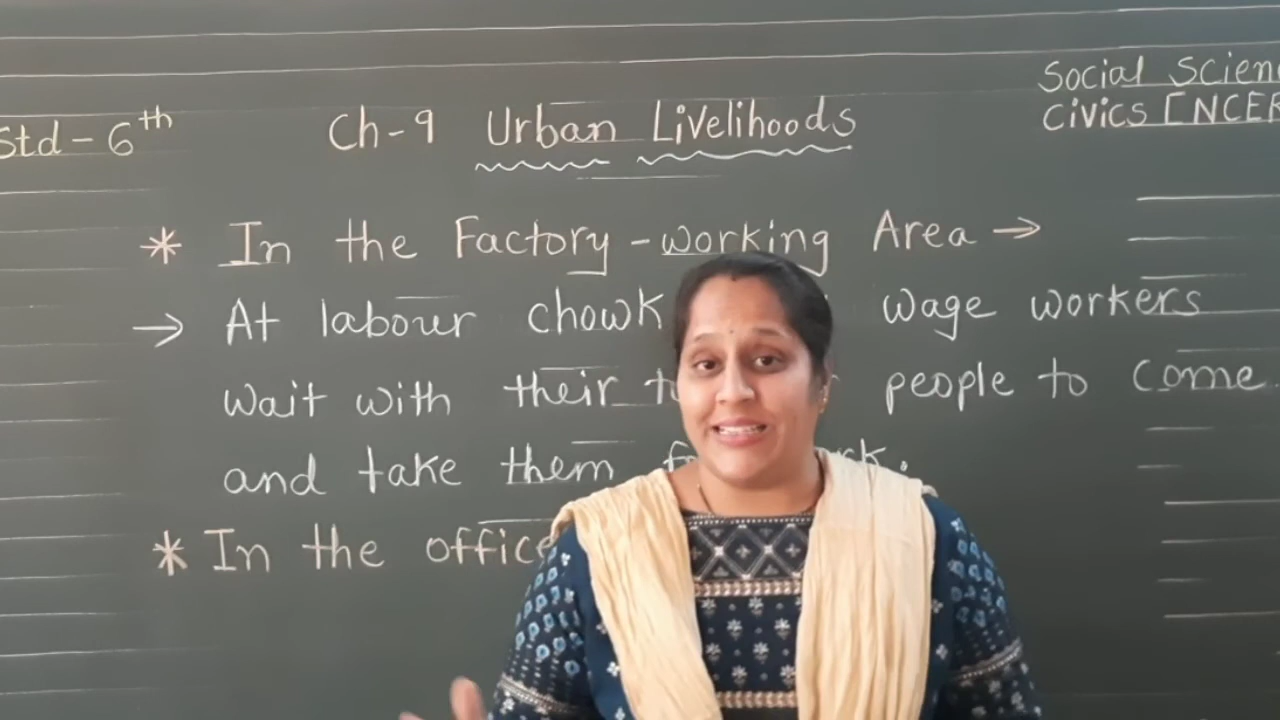 Social Scien
Std - 6th Ch-9 Urban Livelihoods Civics [NCER
* In the Factory - working Area →
→ At labour chowk wage workers
wait with their people to come
and take them
* In the office